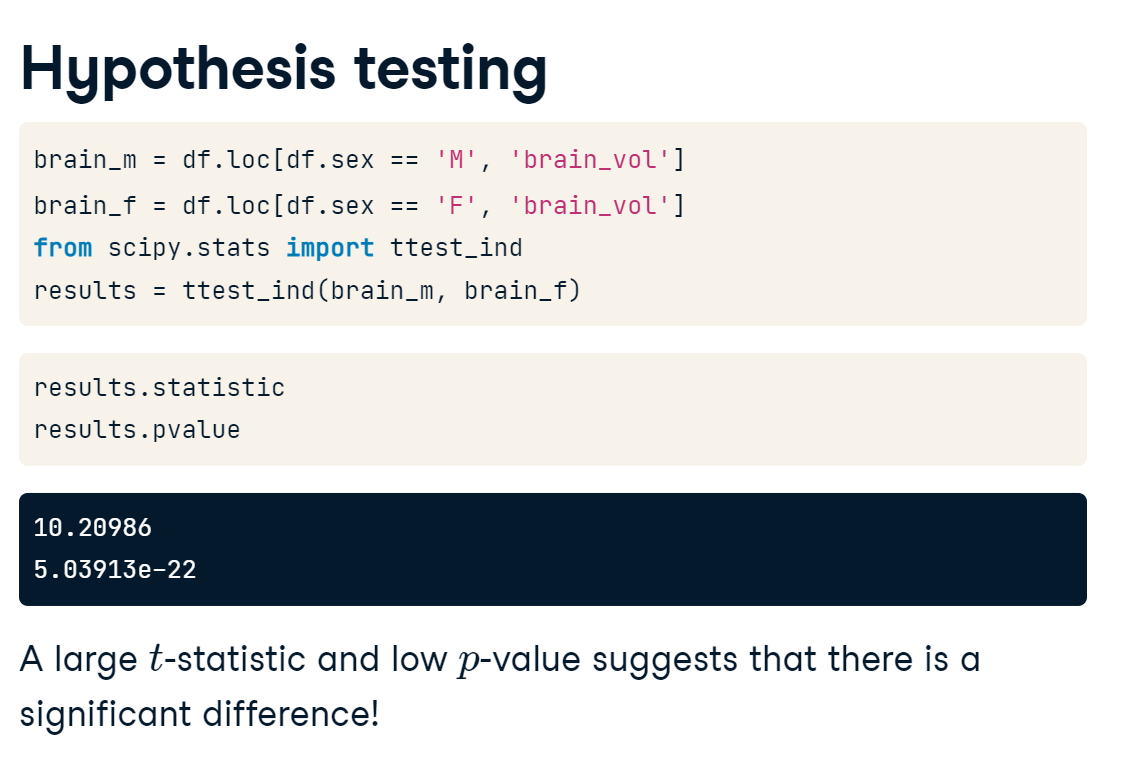 Hypothesis testing
brain_m = df.loc[df.sex == 'M', 'brain_vol']
brain_f = df.loc[df.sex == 'F', 'brain_vol']
from scipy.stats import ttest_ind
results = ttest_ind(brain_m, brain_f)
results.statistic
results.pvalue
10.20986
5.03913e-22
A large t-statistic and low p-value suggests that there is a
significant difference!